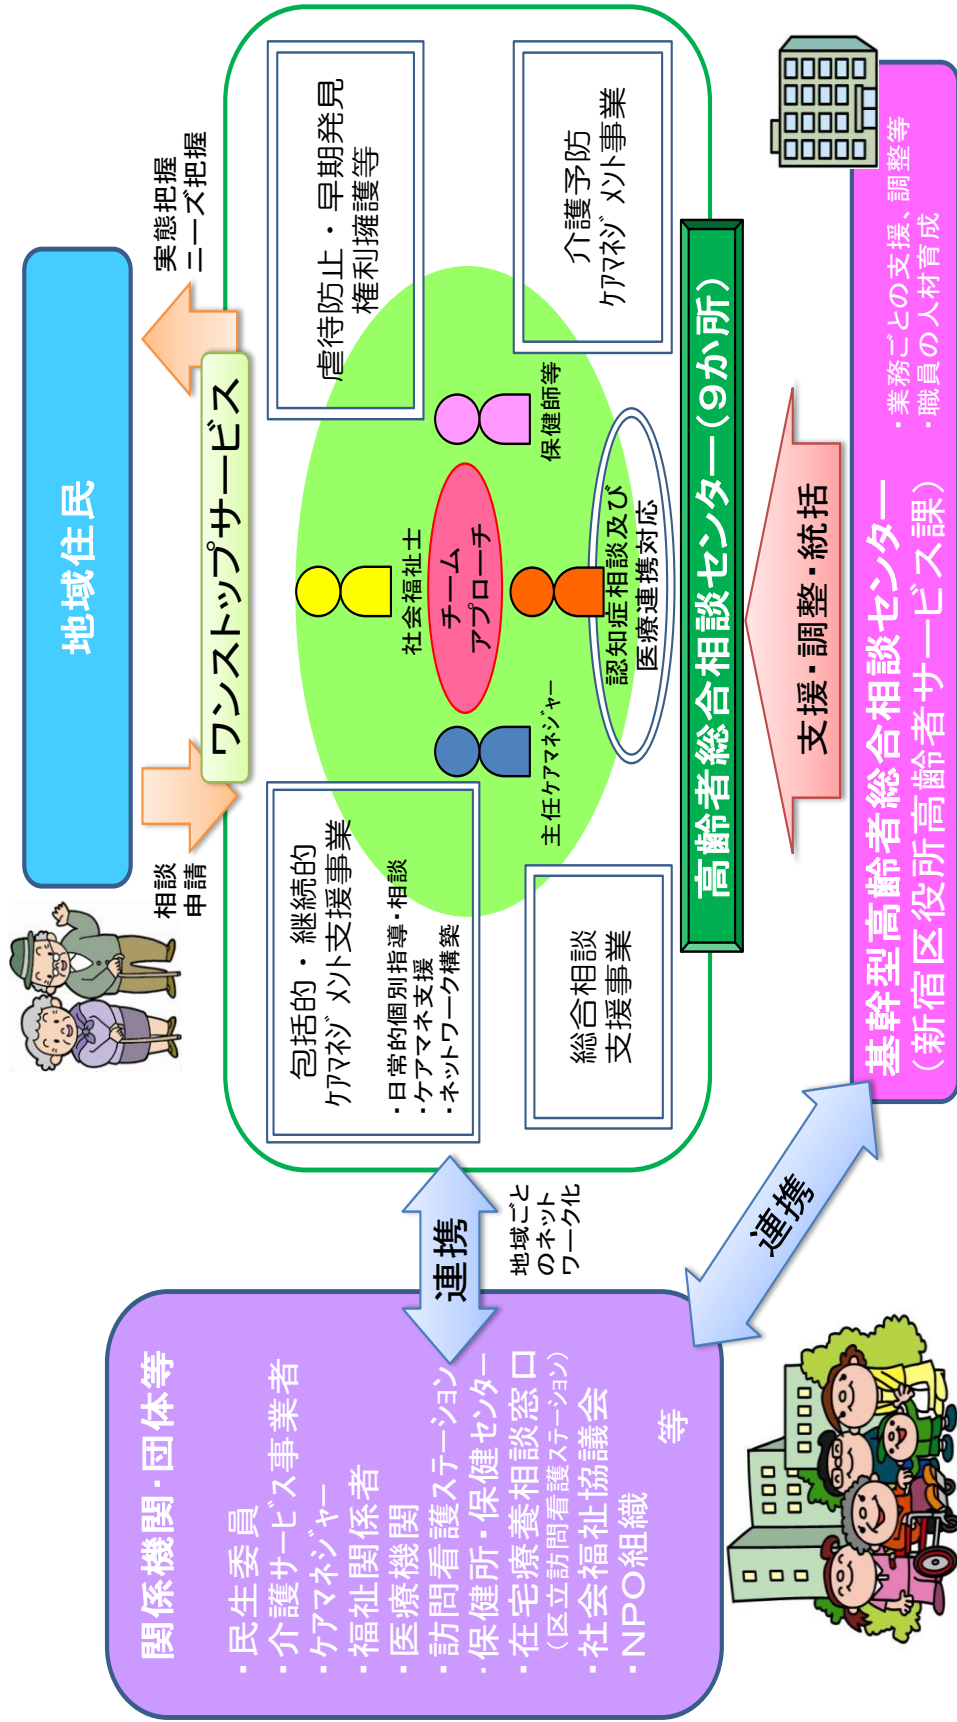 地域住民
相談
申請
実態把握
ニーズ把握
ワンストップサービス
関係機関・団体等
・民生委員
・介護サービス事業者
・ケアマネジャー
・福祉関係者
・医療機関
・訪問看護ステーション
・保健所・保健センター
・在宅療養相談窓口
（区立訪問看護ステーション）
・社会福祉協議会
・NPO組織
等
連携
地域ごと
のネット
ワーク化
包括的・継続的
ケアマネジメント支援事業
・日常的個別指導・相談
・ケアマネ支援
・ネットワーク構築
虐待防止・早期発見
権利擁護等
社会福祉士
チーム
アプローチ
主任ケアマネジャー
保健師等
認知症相談及び
医療連携対応
総合相談
支援事業
介護予防
ケアマネジメント事業
高齢者総合相談センター（9か所）
支援・調整・統括
連携
基幹型高齢者総合相談センター
（新宿区役所高齢者サービス課）
・業務ごとの支援、調整等
・職員の人材育成